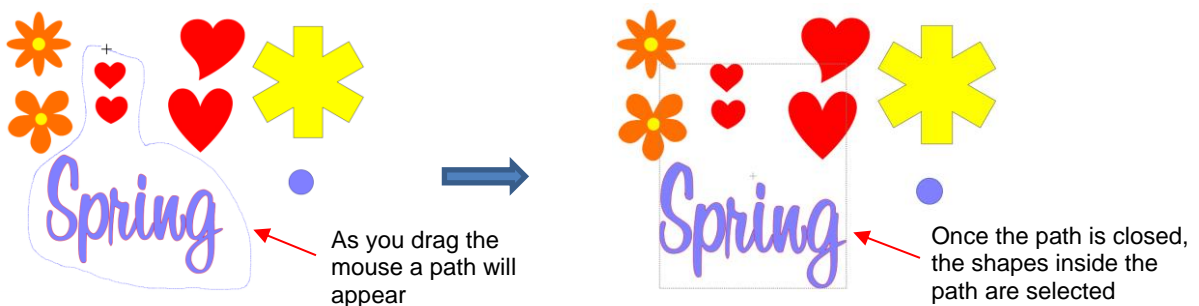 Spring
As you drag the
mouse a path will
appear
Spring
Once the path is closed,
the shapes inside the
path are selected